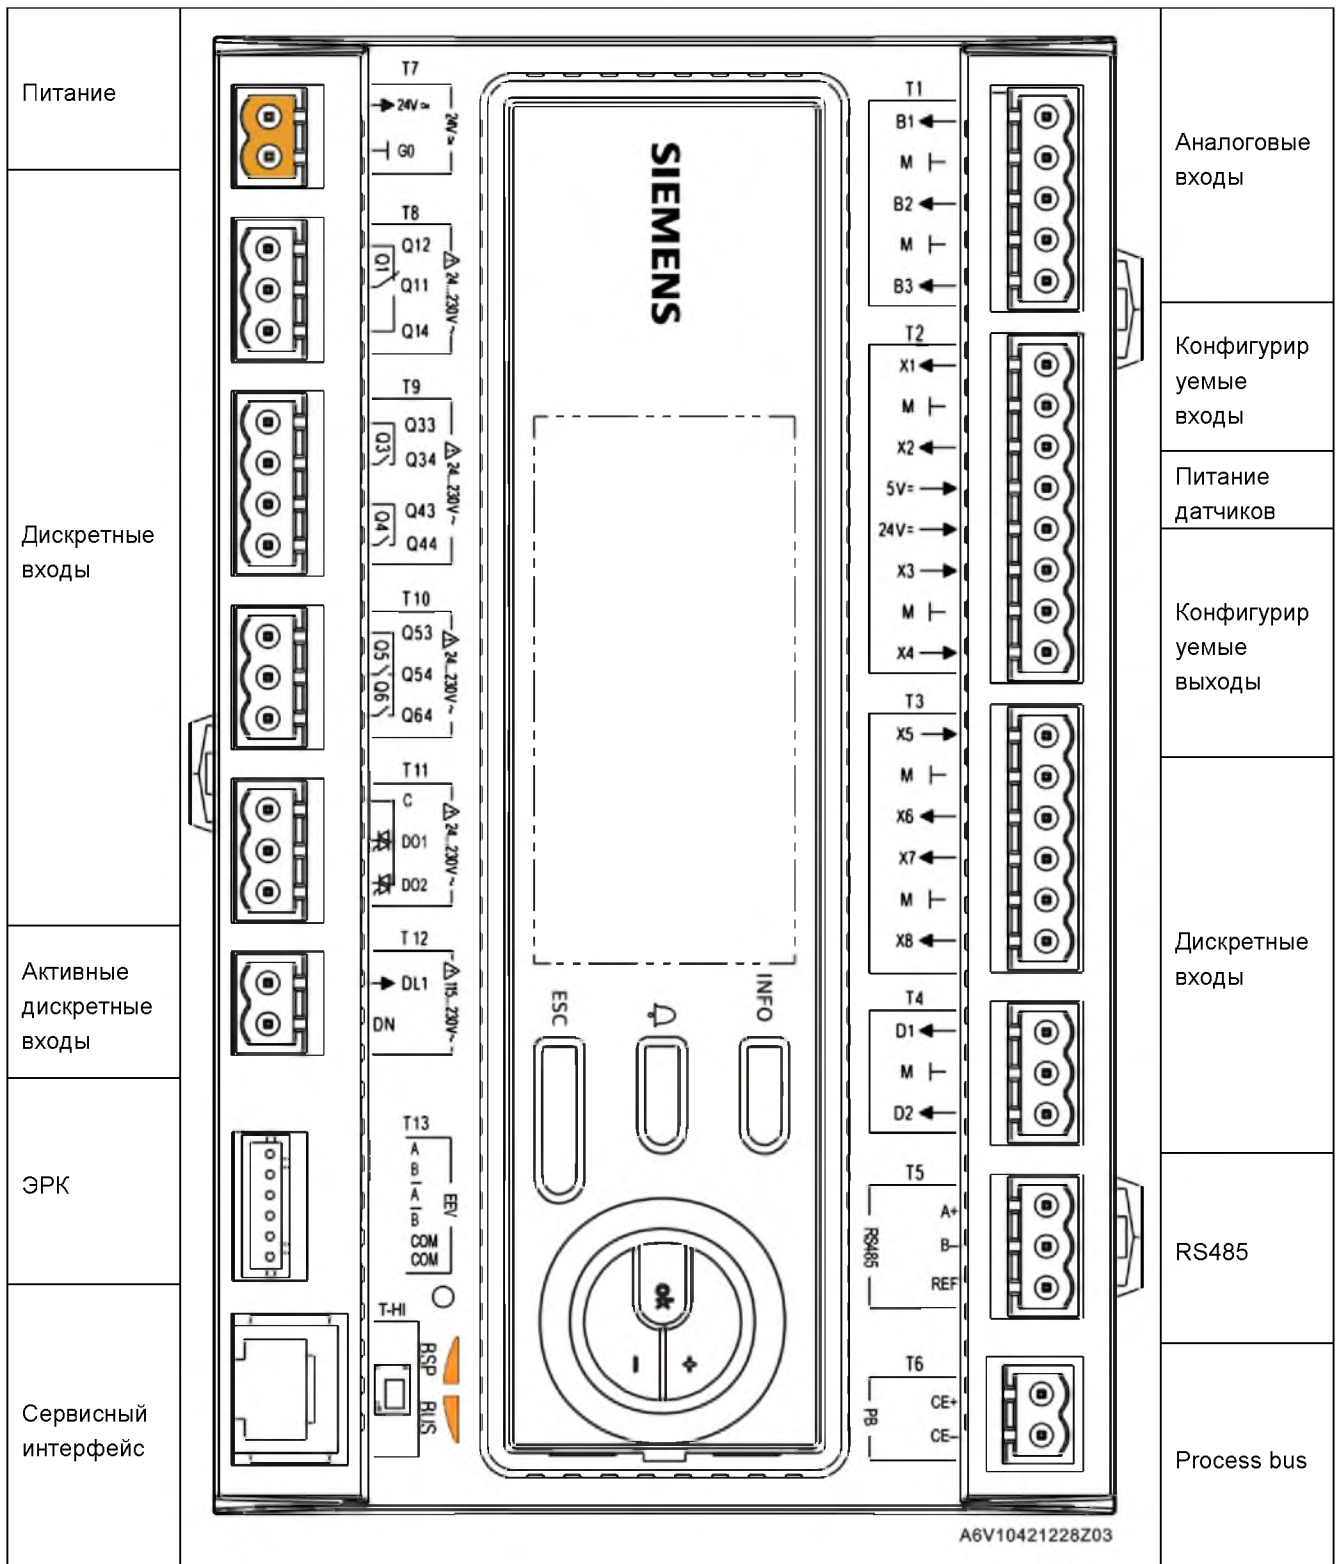 Питание
Дискретные
входы
Активные
дискретные
входы
ЭРК
Сервисный
интерфейс
T7
24V≃
G0
24V≃
T8
Q12
Q1
Q11
Q14
⚠ 24...230V~
T9
Q33
Q3
Q34
Q43
Q4
Q44
⚠ 24...230V~
T10
Q53
Q5
Q54
Q6
Q64
⚠ 24...230V~
T11
C
DO1
DO2
⚠ 24...230V~
T12
DL1
DN
⚠ 115...230V~
T13
A
B
A
B
COM
COM
EEV
T-HI
BSP
BUS
SIEMENS
ESC
INFO
ok
−
+
T1
B1
M
B2
M
B3
T2
X1
M
X2
5V=
24V=
X3
M
X4
T3
X5
M
X6
X7
M
X8
T4
D1
M
D2
T5
A+
B−
REF
RS485
T6
CE+
CE−
PB
Аналоговые
входы
Конфигурир
уемые
входы
Питание
датчиков
Конфигурир
уемые
выходы
Дискретные
входы
RS485
Process bus
A6V10421228Z03